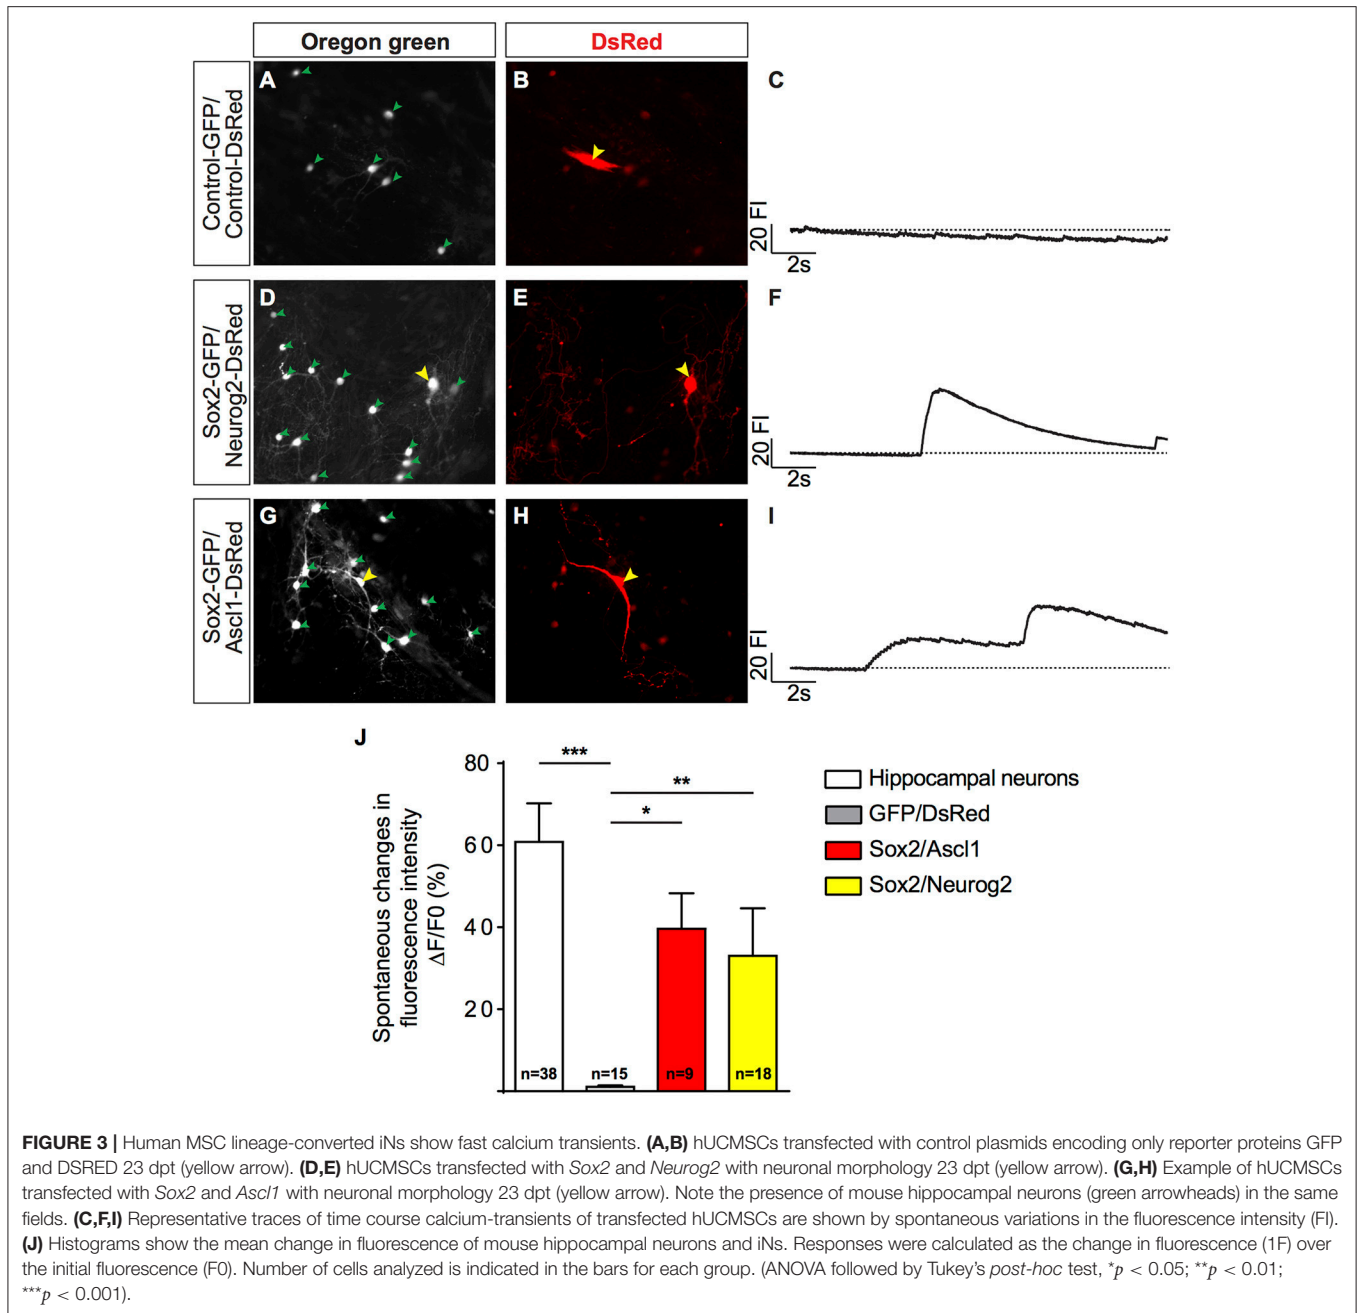 Oregon green
DsRed
Control-GFP/
Control-DsRed
A
B
C
20 FI
2s
Sox2-GFP/
Neurog2-DsRed
D
E
F
20 FI
2s
Sox2-GFP/
Ascl1-DsRed
G
H
I
20 FI
2s
J
Spontaneous changes in
fluorescence intensity
ΔF/F0 (%)
80
60
40
20
***
**
*
n=38
n=15
n=9
n=18
Hippocampal neurons
GFP/DsRed
Sox2/Ascl1
Sox2/Neurog2
FIGURE 3 | Human MSC lineage-converted iNs show fast calcium transients. (A,B) hUCMSCs transfected with control plasmids encoding only reporter proteins GFP
and DSRED 23 dpt (yellow arrow). (D,E) hUCMSCs transfected with Sox2 and Neurog2 with neuronal morphology 23 dpt (yellow arrow). (G,H) Example of hUCMSCs
transfected with Sox2 and Ascl1 with neuronal morphology 23 dpt (yellow arrow). Note the presence of mouse hippocampal neurons (green arrowheads) in the same
fields. (C,F,I) Representative traces of time course calcium-transients of transfected hUCMSCs are shown by spontaneous variations in the fluorescence intensity (FI).
(J) Histograms show the mean change in fluorescence of mouse hippocampal neurons and iNs. Responses were calculated as the change in fluorescence (1F) over
the initial fluorescence (F0). Number of cells analyzed is indicated in the bars for each group. (ANOVA followed by Tukey's post-hoc test, *p < 0.05; **p < 0.01;
***p < 0.001).